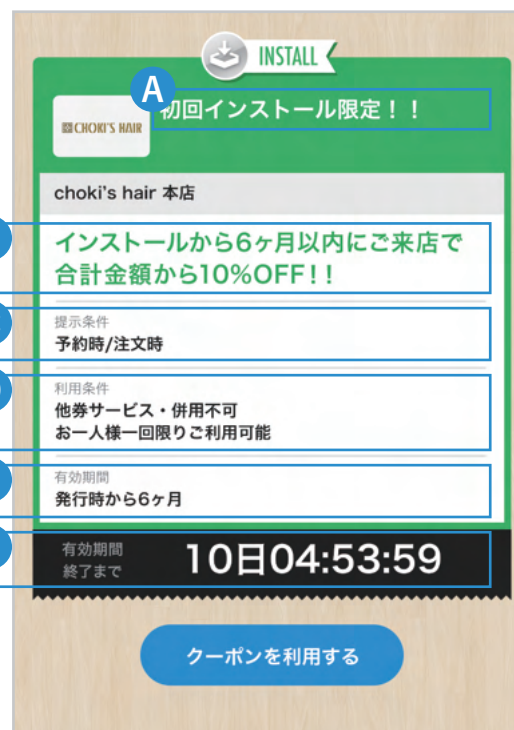 INSTALL
A
初回インストール限定！！
CHOKI'S HAIR
choki's hair 本店
インストールから6ヶ月以内にご来店で
合計金額から10%OFF!!
提示条件
予約時/注文時
利用条件
他券サービス・併用不可
お一人様一回限りご利用可能
有効期間
発行時から6ヶ月
有効期間
終了まで
10日04:53:59
クーポンを利用する